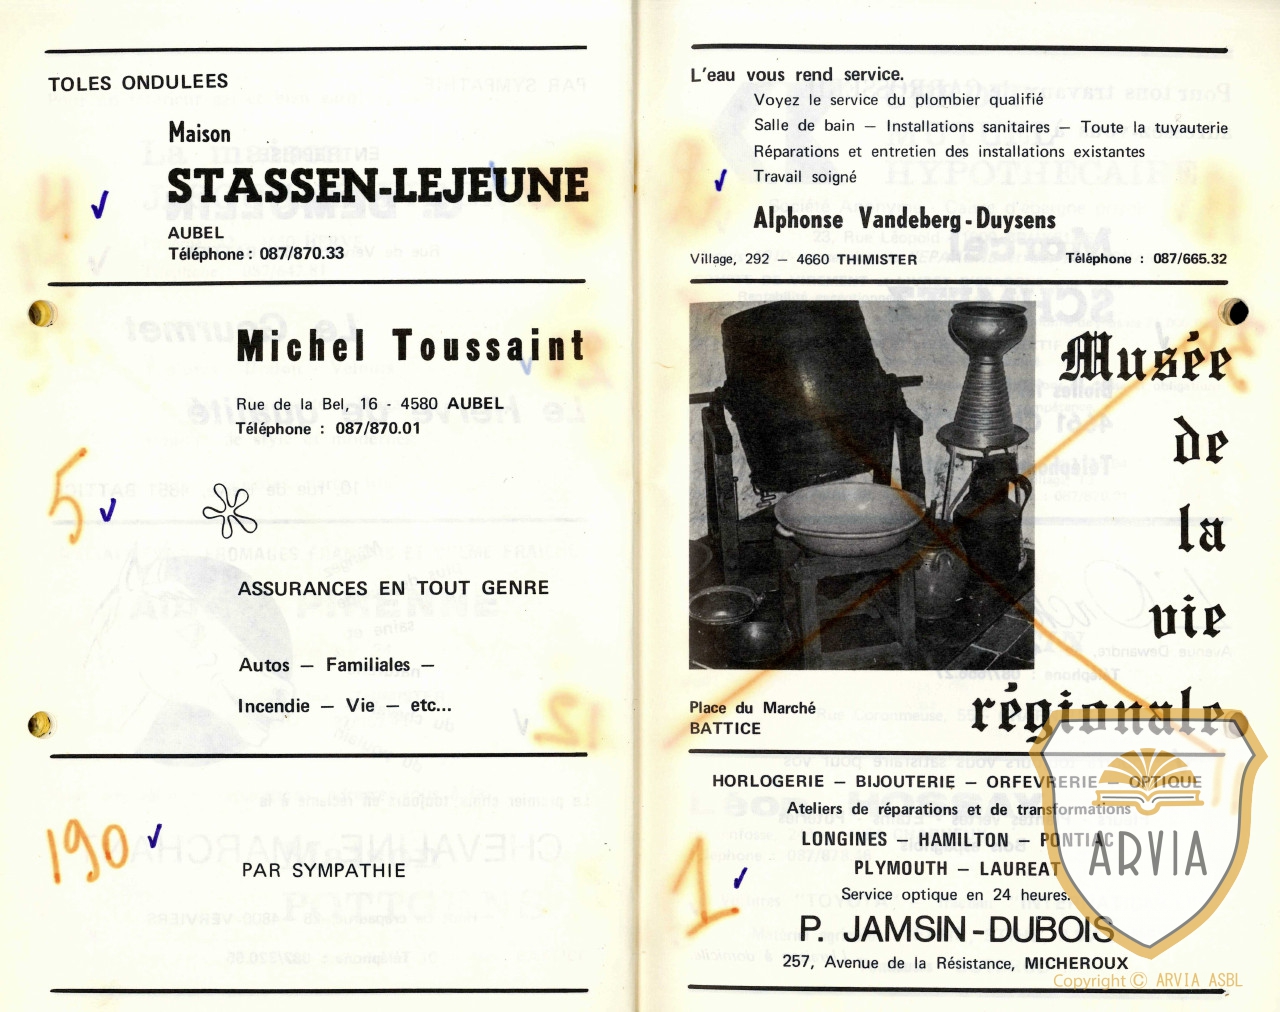 TOLES ONDULEES
Maison
STASSEN-LEJEUNE
AUBEL
Téléphone : 087/870.33
Michel Toussaint
Rue de la Bel, 16 - 4580 AUBEL
Téléphone : 087/870.01
5
ASSURANCES EN TOUT GENRE
Autos — Familiales —
Incendie — Vie — etc...
190
PAR SYMPATHIE
L'eau vous rend service.
Voyez le service du plombier qualifié
Salle de bain — Installations sanitaires — Toute la tuyauterie
Réparations et entretien des installations existantes
Travail soigné
Alphonse Vandeberg-Duysens
Village, 292 — 4660 THIMISTER Téléphone : 087/665.32
Musée
de
la
vie
régionale
Place du Marché
BATTICE
HORLOGERIE — BIJOUTERIE — ORFEVRERIE — OPTIQUE
Ateliers de réparations et de transformations
LONGINES — HAMILTON — PONTIAC
PLYMOUTH — LAUREAT
1
Service optique en 24 heures.
P. JAMSIN-DUBOIS
257, Avenue de la Résistance, MICHEROUX
ARVIA
Copyright © ARVIA ASBL